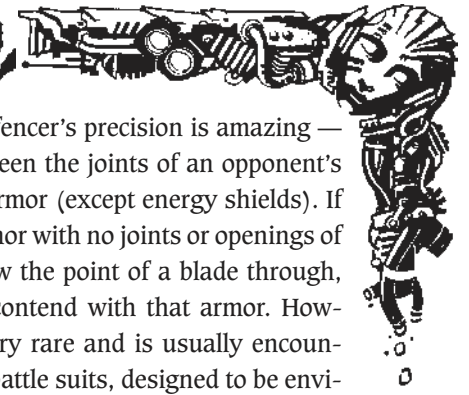 fencer's precision is amazing —
een the joints of an opponent's
rmor (except energy shields). If
nor with no joints or openings of
w the point of a blade through,
contend with that armor. How-
ry rare and is usually encoun-
attle suits, designed to be envi-